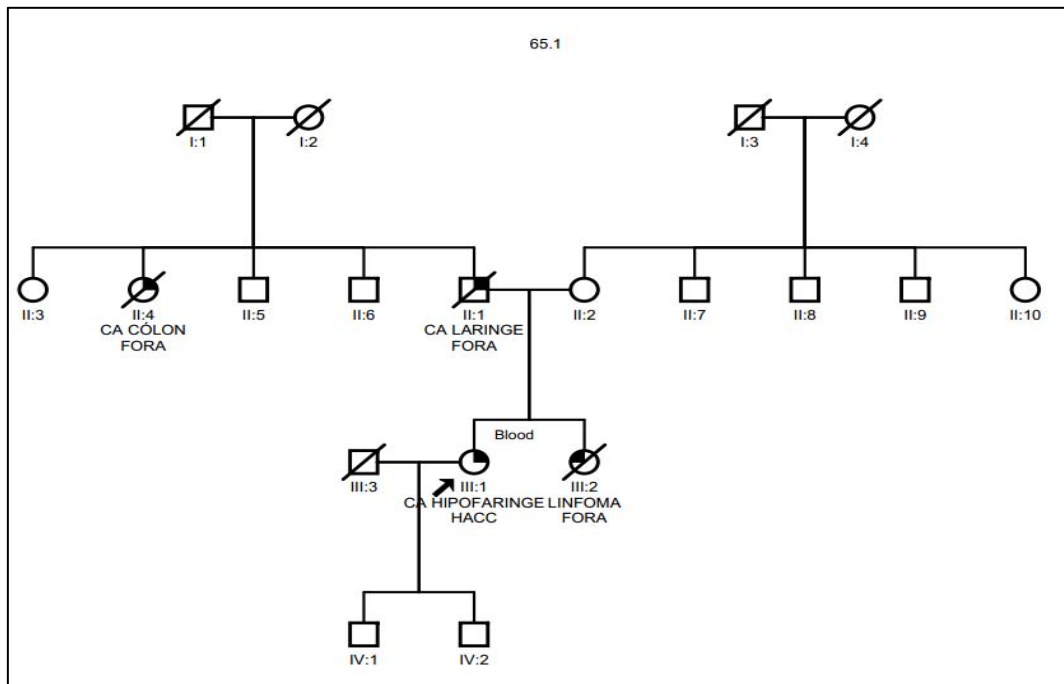 65.1
I:1 I:2 I:3 I:4
II:3 II:4 II:5 II:6 II:1 II:2 II:7 II:8 II:9 II:10
CA CÓLON CA LARINGE
FORA FORA
Blood
III:3 III:1 III:2
CA HIPOFARINGE LINFOMA
HACC FORA
IV:1 IV:2